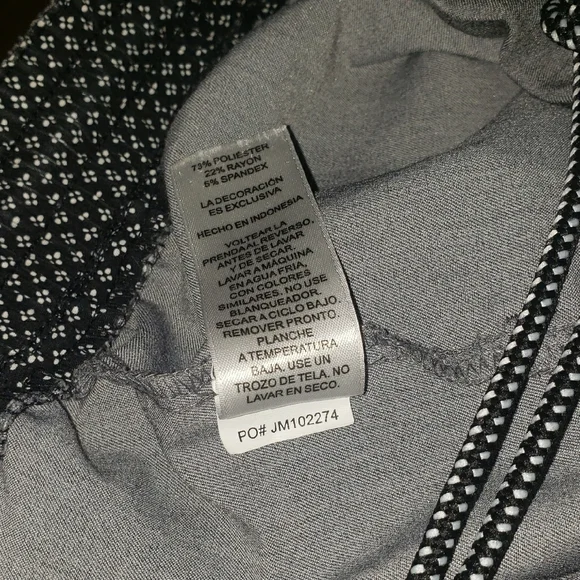 73% POLIÉSTER
22% RAYON
5% SPANDEX
LA DECORACIÓN
ES EXCLUSIVA
HECHO EN INDONESIA
VOLTEAR LA
PRENDA AL REVERSO,
ANTES DE LAVAR
Y DE SECAR.
LAVAR A MÁQUINA
EN AGUA FRIA,
CON COLORES
SIMILARES. NO USE
BLANQUEADOR.
SECAR A CICLO BAJO.
REMOVER PRONTO.
PLANCHE
A TEMPERATURA
BAJA. USE UN
TROZO DE TELA. NO
LAVAR EN SECO.
PO# JM102274